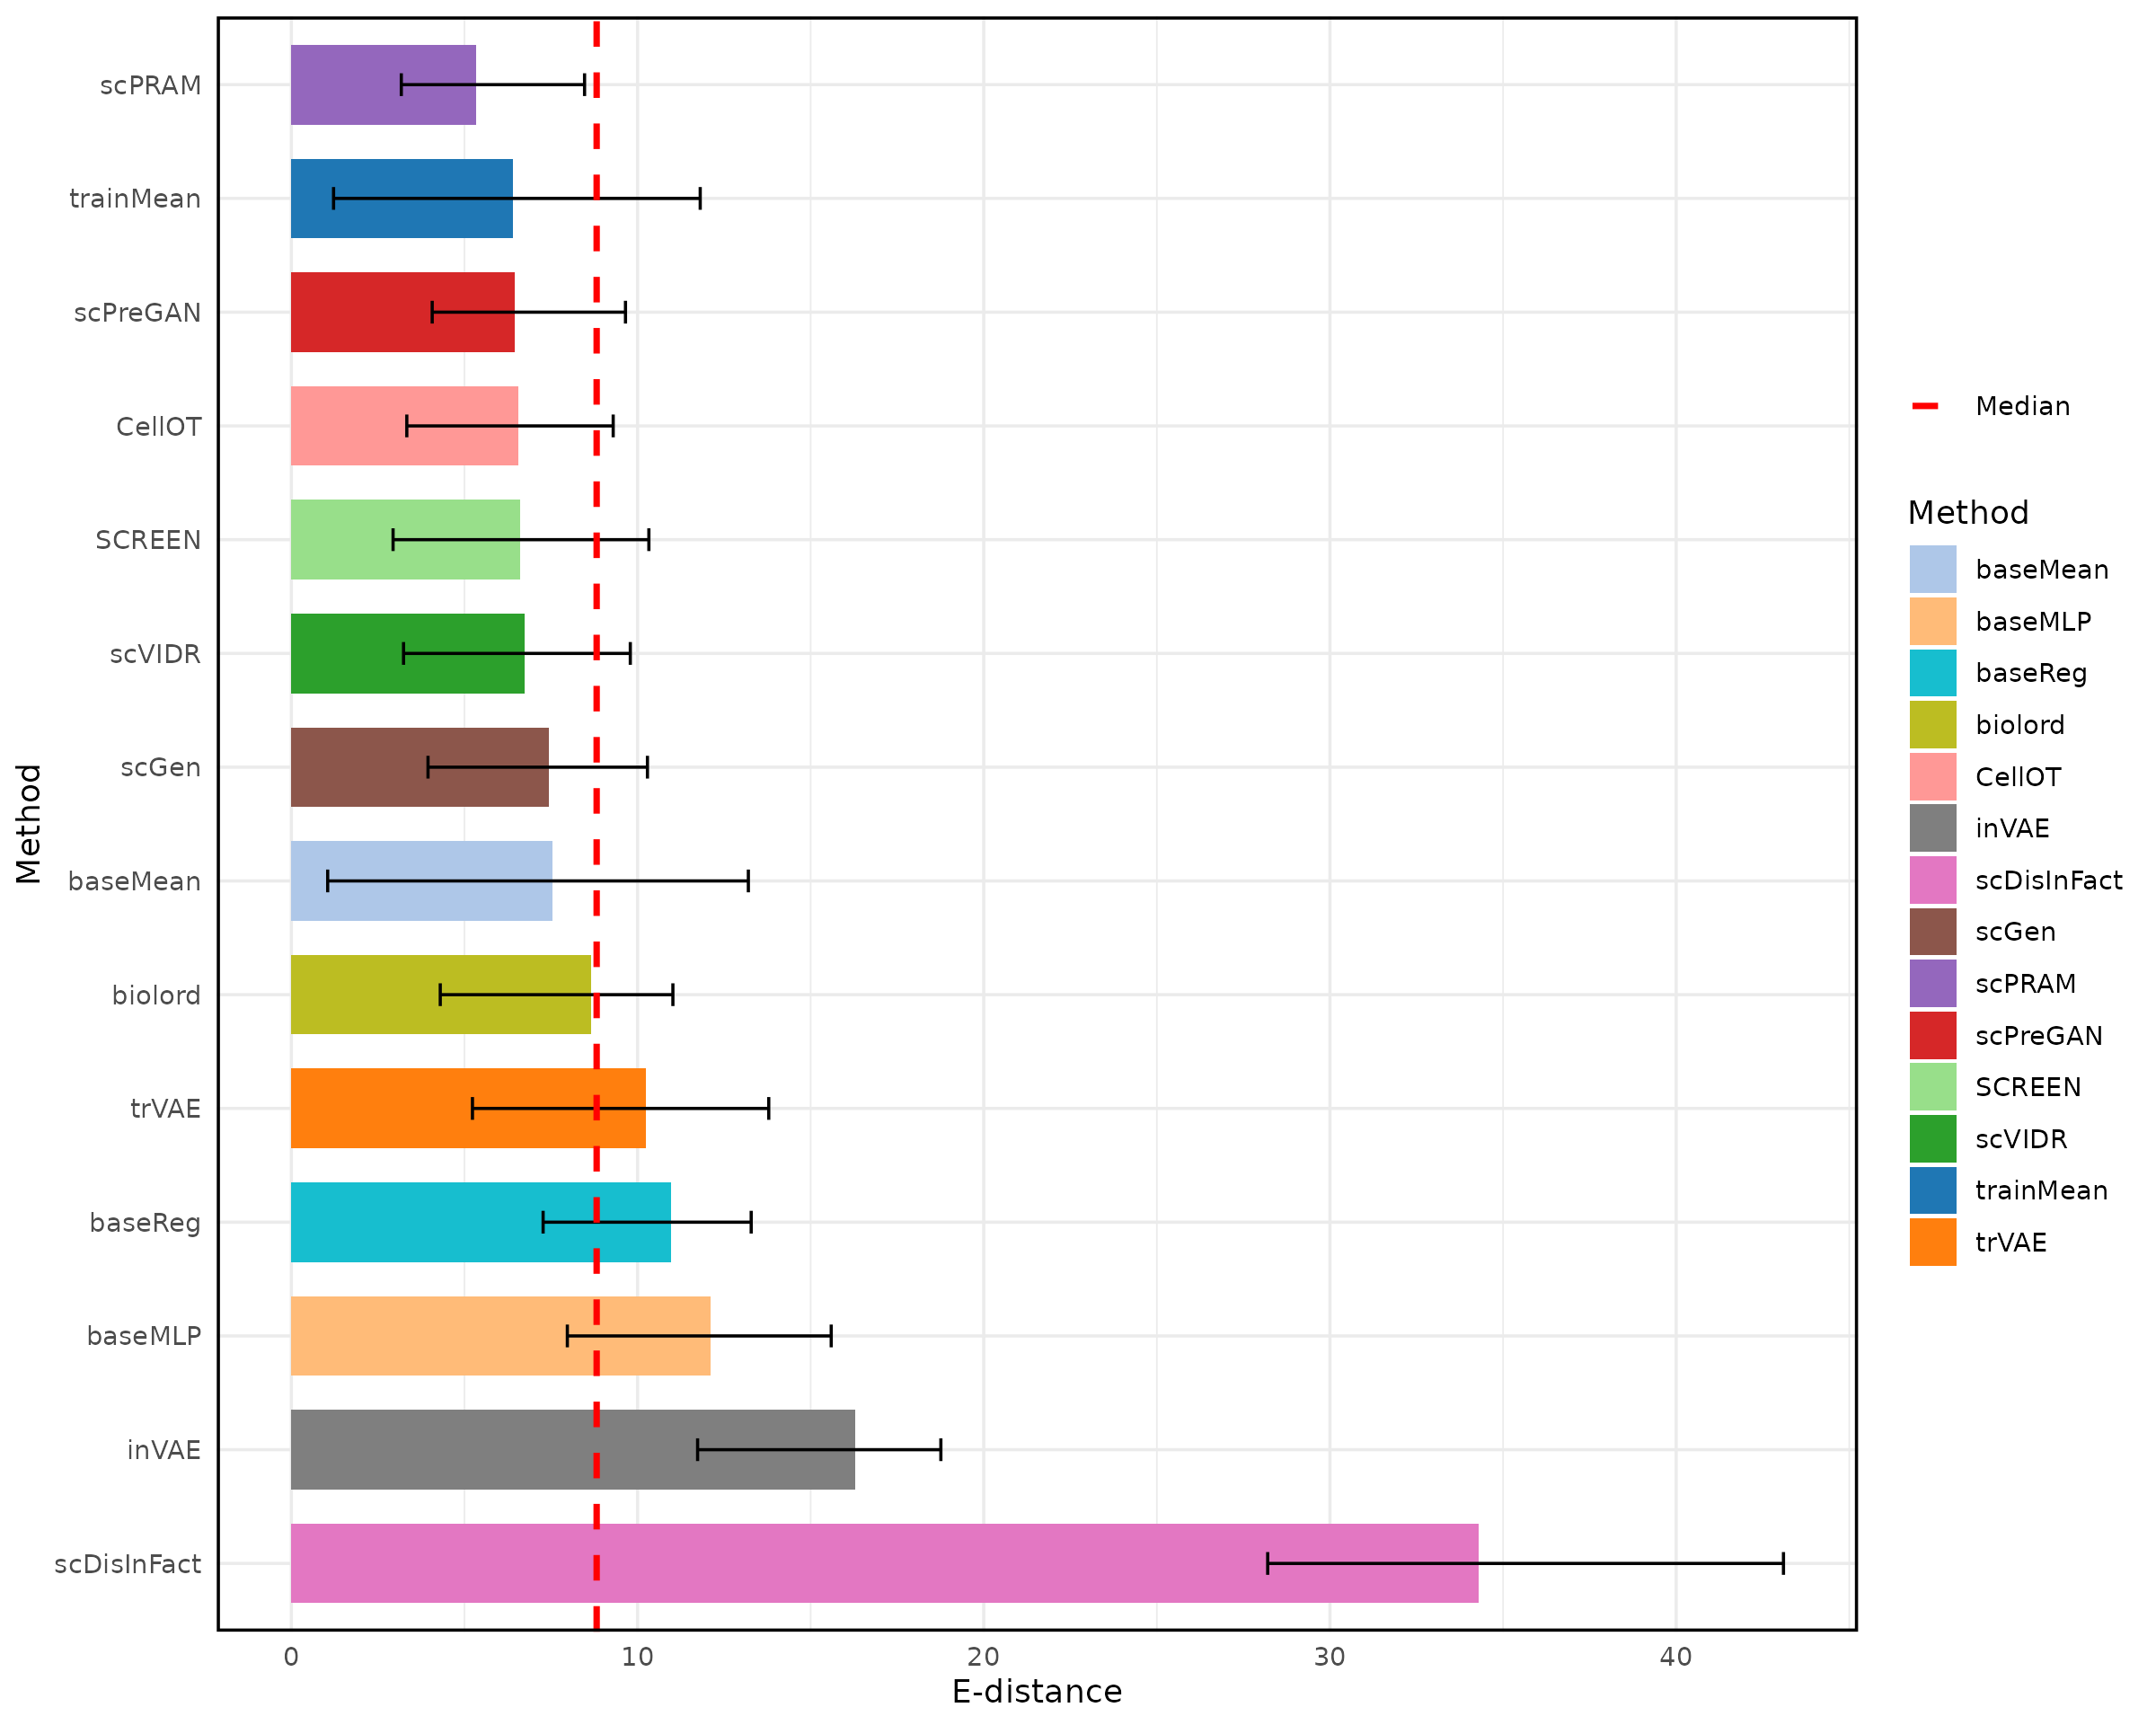 scPRAM
trainMean
scPreGAN
CellOT
SCREEN
scVIDR
scGen
baseMean
biolord
trVAE
baseReg
baseMLP
inVAE
scDisInFact
Method
0 10 20 30 40
E-distance
Median
Method
baseMean
baseMLP
baseReg
biolord
CellOT
inVAE
scDisInFact
scGen
scPRAM
scPreGAN
SCREEN
scVIDR
trainMean
trVAE